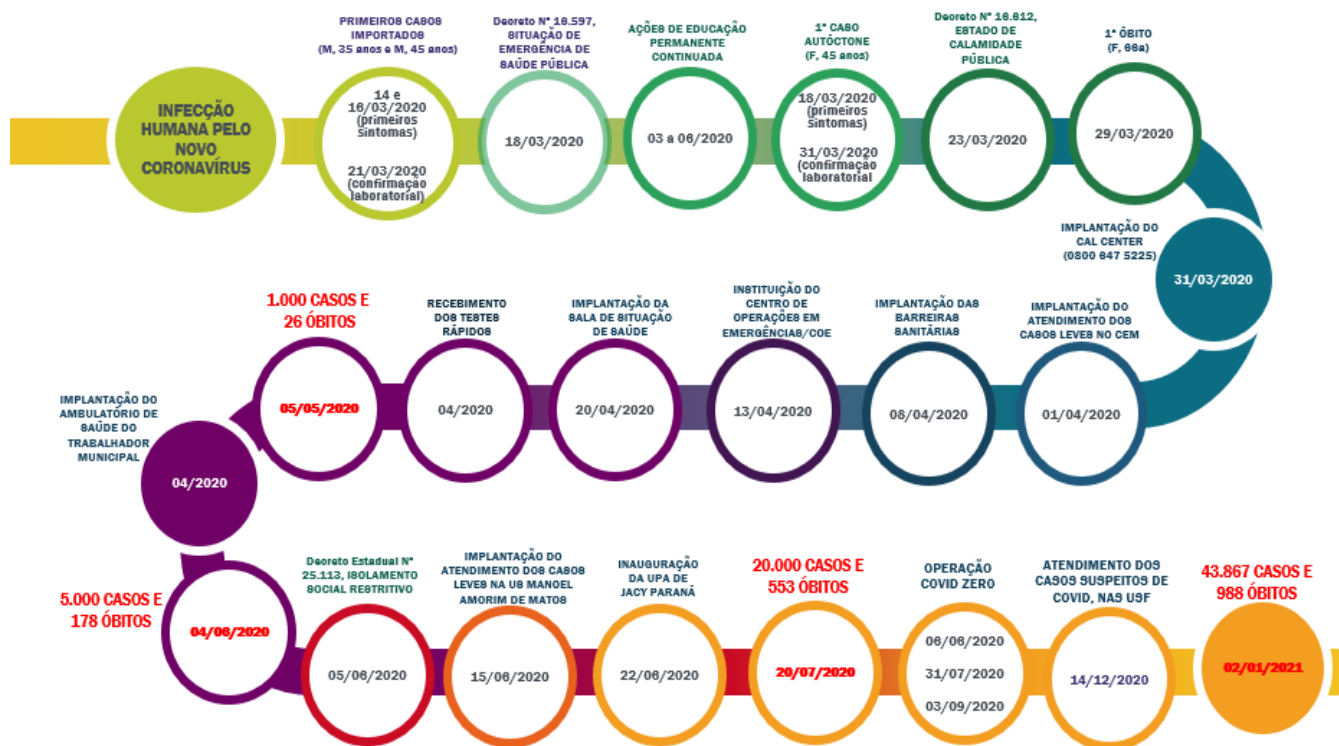 INFECÇÃO
HUMANA PELO
NOVO
CORONAVÍRUS
PRIMEIROS CASOS
IMPORTADOS
(M, 35 anos e M, 45 anos)
14 e
16/03/2020
(primeiros
sintomas)
21/03/2020
(confirmação
laboratorial)
Decreto Nº 16.597,
SITUAÇÃO DE
EMERGÊNCIA DE
SAÚDE PÚBLICA
18/03/2020
AÇÕES DE EDUCAÇÃO
PERMANENTE
CONTINUADA
03 a 06/2020
1º CASO
AUTÓCTONE
(F, 45 anos)
18/03/2020
(primeiros
sintomas)
31/03/2020
(confirmação
laboratorial
Decreto Nº 16.612,
ESTADO DE
CALAMIDADE
PÚBLICA
23/03/2020
1º ÓBITO
(F, 66a)
29/03/2020
IMPLANTAÇÃO DO
CAL CENTER
(0800 647 5225)
31/03/2020
IMPLANTAÇÃO DO
ATENDIMENTO DOS
CASOS LEVES NO CEM
01/04/2020
IMPLANTAÇÃO DAS
BARREIRAS
SANITÁRIAS
08/04/2020
INSTITUIÇÃO DO
CENTRO DE
OPERAÇÕES EM
EMERGÊNCIAS/COE
13/04/2020
IMPLANTAÇÃO DA
SALA DE SITUAÇÃO
DE SAÚDE
20/04/2020
RECEBIMENTO
DOS TESTES
RÁPIDOS
04/2020
1.000 CASOS E
26 ÓBITOS
05/05/2020
IMPLANTAÇÃO DO
AMBULATÓRIO DE
SAÚDE DO
TRABALHADOR
MUNICIPAL
04/2020
5.000 CASOS E
178 ÓBITOS
04/06/2020
Decreto Estadual Nº
25.113, ISOLAMENTO
SOCIAL RESTRITIVO
05/06/2020
IMPLANTAÇÃO DO
ATENDIMENTO DOS CASOS
LEVES NA US MANOEL
AMORIM DE MATOS
15/06/2020
INAUGURAÇÃO
DA UPA DE
JACY PARANÃ
22/06/2020
20.000 CASOS E
553 ÓBITOS
20/07/2020
OPERAÇÃO
COVID ZERO
06/06/2020
31/07/2020
03/09/2020
ATENDIMENTO DOS
CASOS SUSPEITOS DE
COVID, NAS USF
14/12/2020
43.867 CASOS E
988 ÓBITOS
02/01/2021